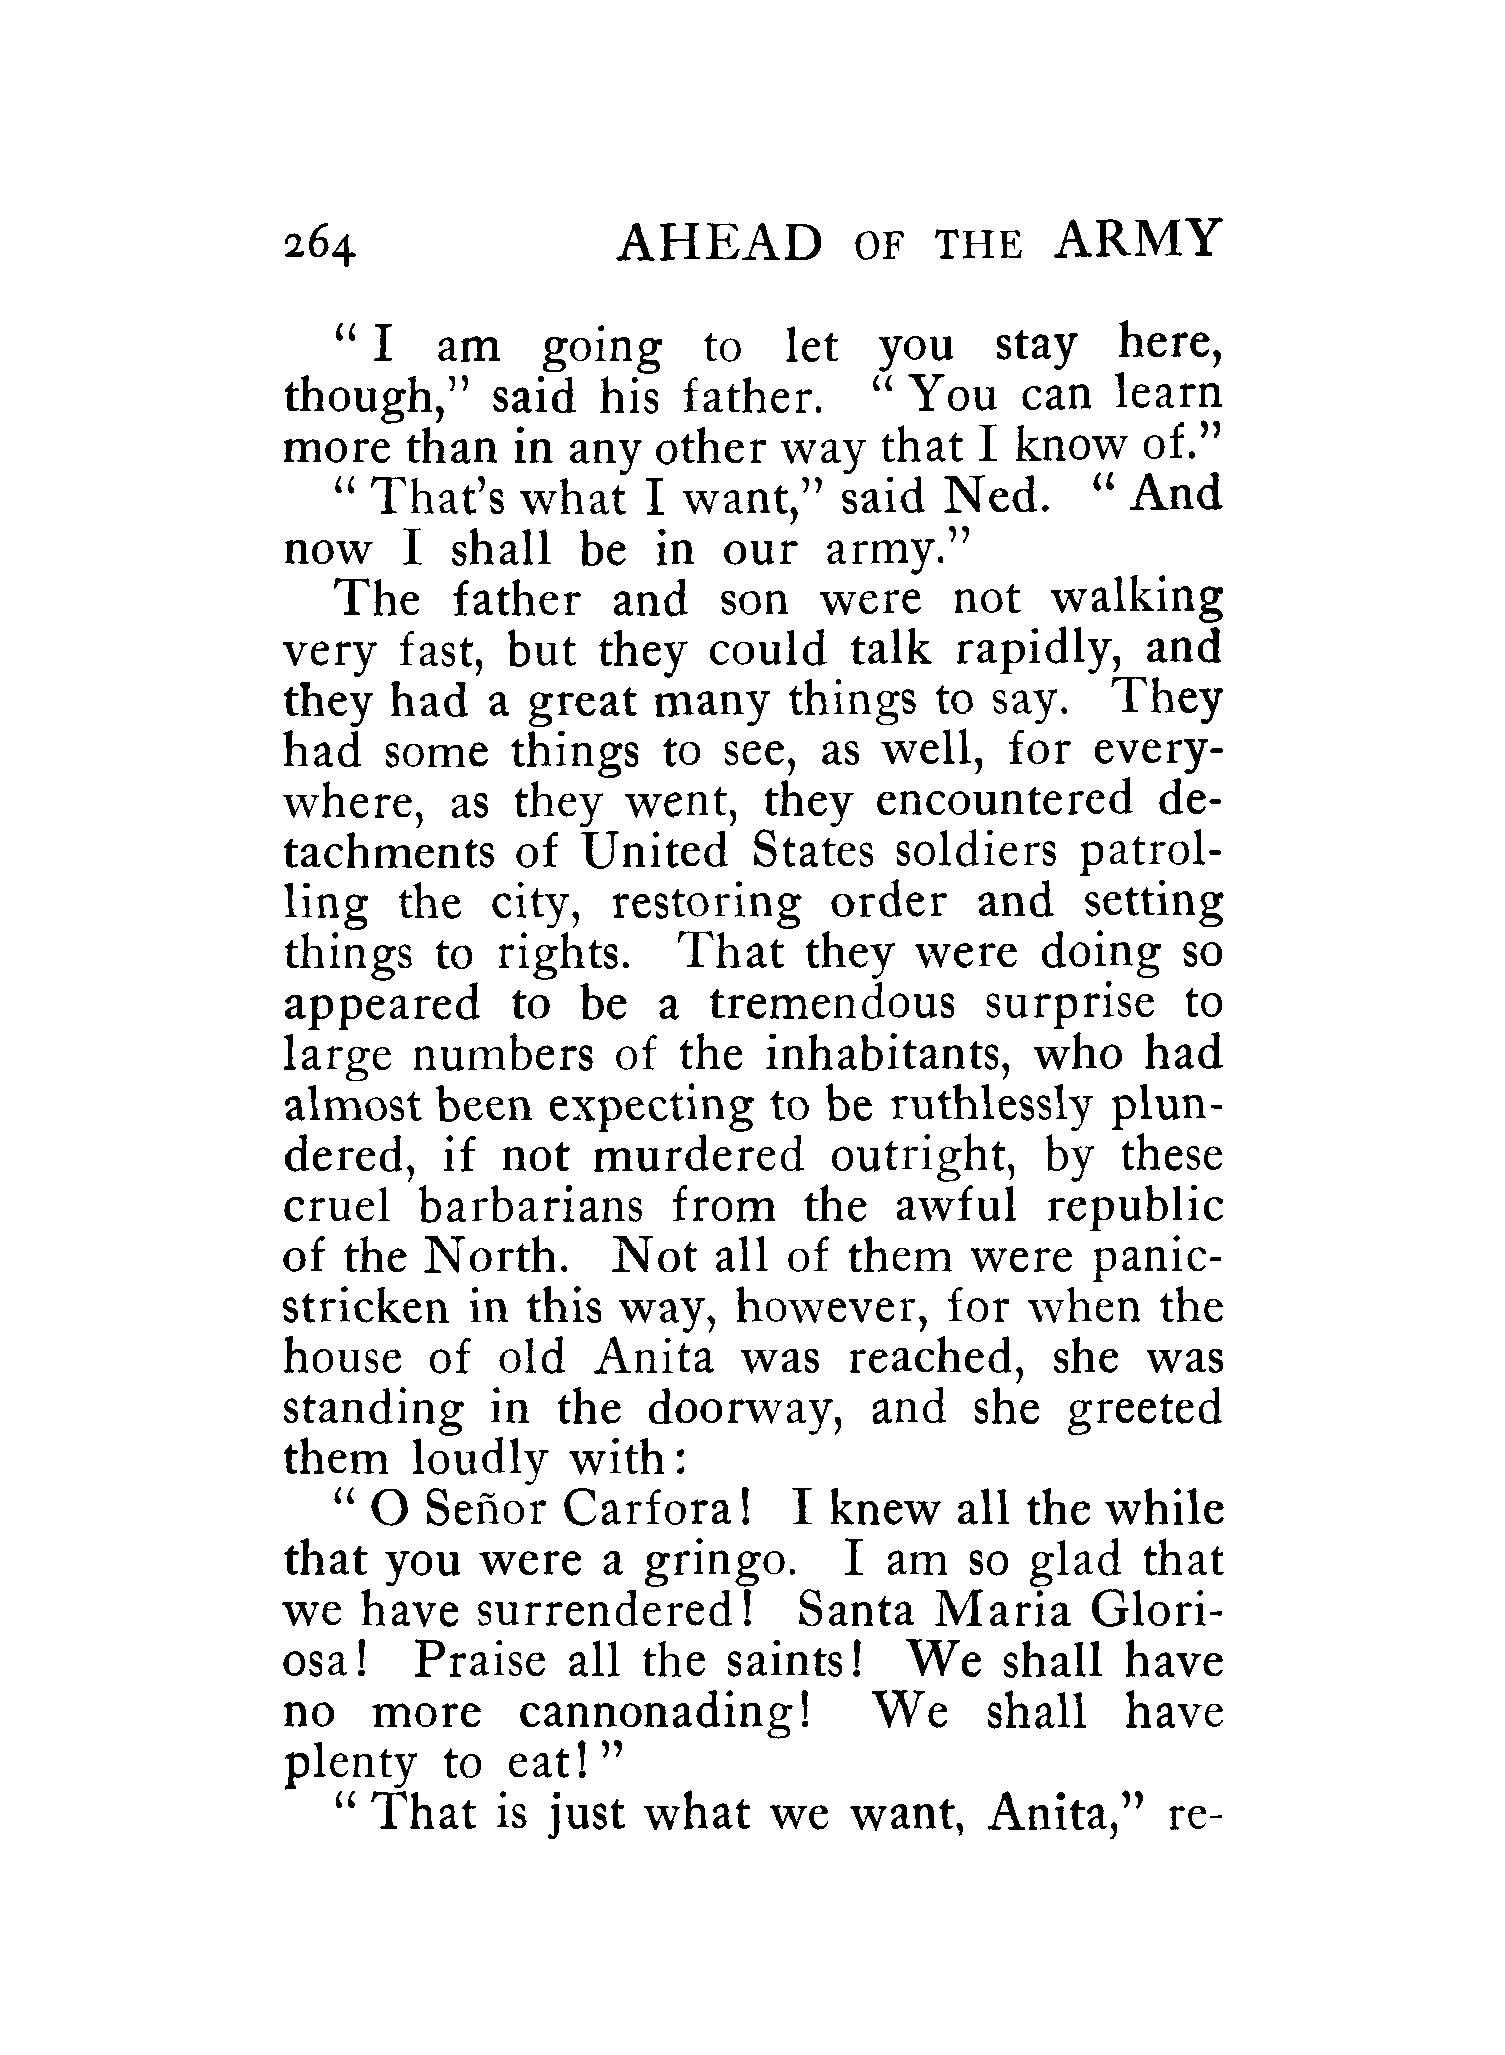 264 AHEAD OF THE ARMY
“ I am going to let you stay here,
though,” said his father. “ You can learn
more than in any other way that I know of.”
“ That’s what I want,” said Ned. “ And
now I shall be in our army.”
The father and son were not walking
very fast, but they could talk rapidly, and
they had a great many things to say. They
had some things to see, as well, for every-
where, as they went, they encountered de-
tachments of United States soldiers patrol-
ling the city, restoring order and setting
things to rights. That they were doing so
appeared to be a tremendous surprise to
large numbers of the inhabitants, who had
almost been expecting to be ruthlessly plun-
dered, if not murdered outright, by these
cruel barbarians from the awful republic
of the North. Not all of them were panic-
stricken in this way, however, for when the
house of old Anita was reached, she was
standing in the doorway, and she greeted
them loudly with:
“ O Señor Carfora! I knew all the while
that you were a gringo. I am so glad that
we have surrendered! Santa Maria Glori-
osa! Praise all the saints! We shall have
no more cannonading! We shall have
plenty to eat! ”
“ That is just what we want, Anita,” re-